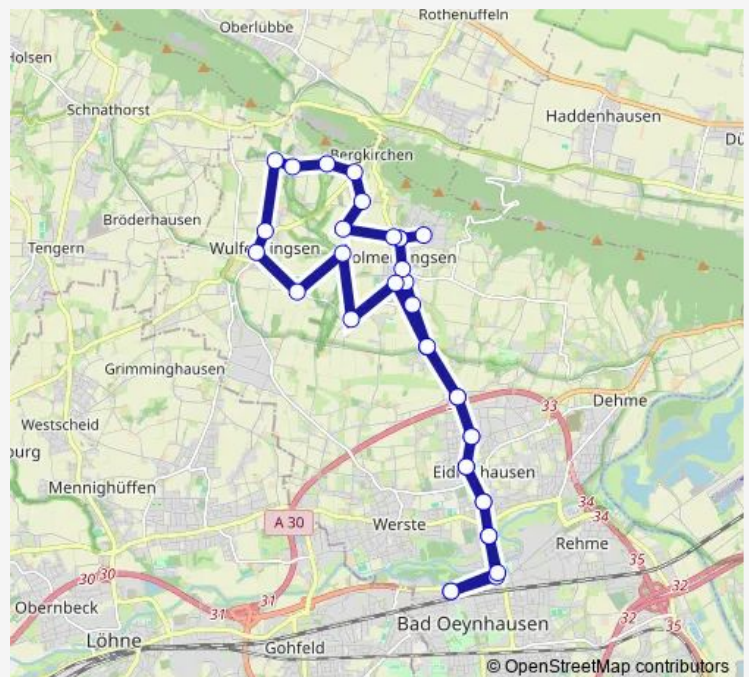 Rothenuffeln
Oberlübbe
Holsen
Schnathorst
Haddenhausen
Bergkirchen
Bröderhausen
Tengern
Grimminghausen
33
Dehme
Westscheid
Mennighüffen
A 30
Werste
34
34
Rehme
35
30 30
32
Obernbeck
31
31
32
35
Löhne
Gohfeld
Bad Oeynhausen
© OpenStreetMap contributors